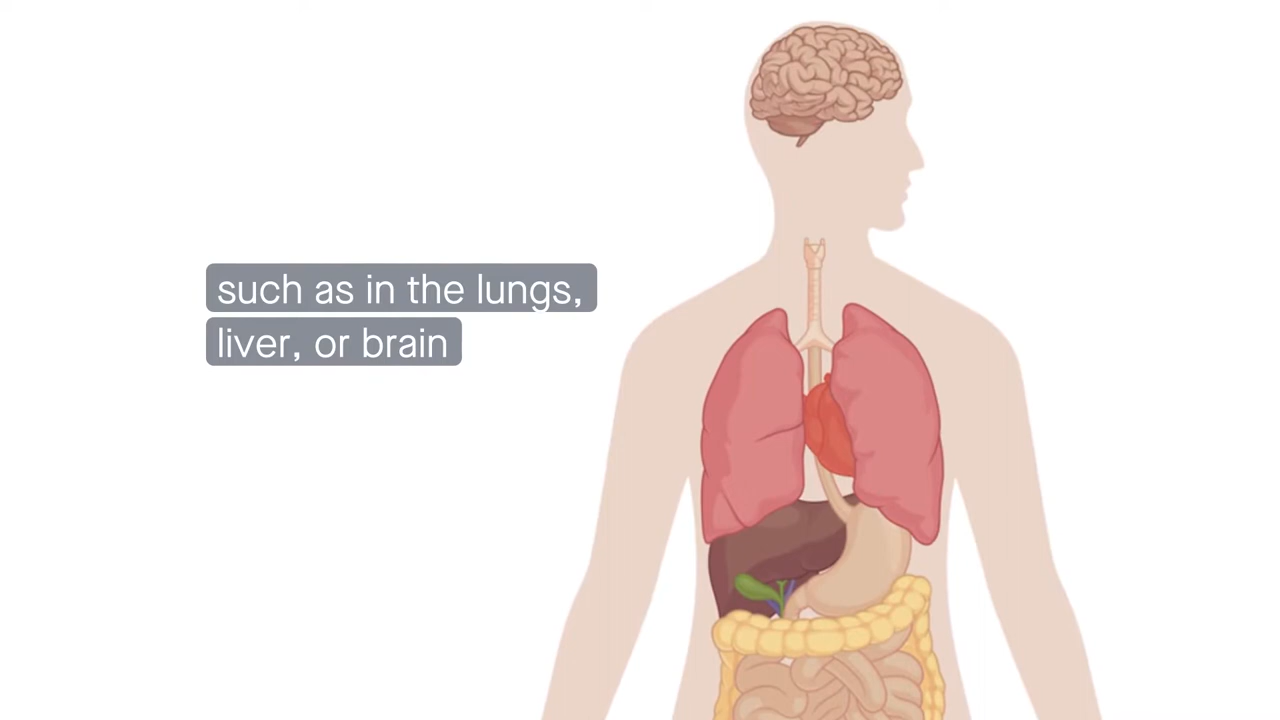 such as in the lungs,
liver, or brain